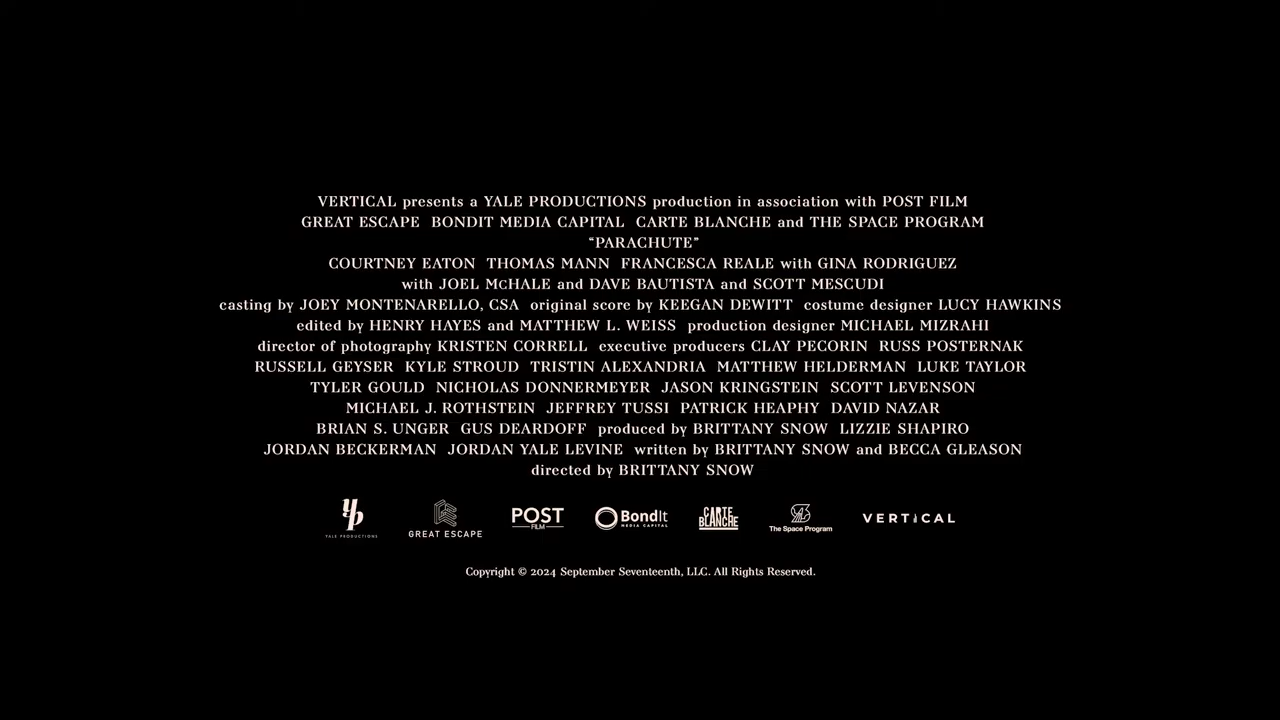 VERTICAL presents a YALE PRODUCTIONS production in association with POST FILM
GREAT ESCAPE BONDIT MEDIA CAPITAL CARTE BLANCHE and THE SPACE PROGRAM
“PARACHUTE”
COURTNEY EATON THOMAS MANN FRANCESCA REALE with GINA RODRIGUEZ
with JOEL McHALE and DAVE BAUTISTA and SCOTT MESCUDI
casting by JOEY MONTENARELLO, CSA original score by KEEGAN DEWITT costume designer LUCY HAWKINS
edited by HENRY HAYES and MATTHEW L. WEISS production designer MICHAEL MIZRAHI
director of photography KRISTEN CORRELL executive producers CLAY PECORIN RUSS POSTERNAK
RUSSELL GEYSER KYLE STROUD TRISTIN ALEXANDRIA MATTHEW HELDERMAN LUKE TAYLOR
TYLER GOULD NICHOLAS DONNERMEYER JASON KRINGSTEIN SCOTT LEVENSON
MICHAEL J. ROTHSTEIN JEFFREY TUSSI PATRICK HEAPHY DAVID NAZAR
BRIAN S. UNGER GUS DEARDOFF produced by BRITTANY SNOW LIZZIE SHAPIRO
JORDAN BECKERMAN JORDAN YALE LEVINE written by BRITTANY SNOW and BECCA GLEASON
directed by BRITTANY SNOW
yp
YALE PRODUCTIONS
GREAT ESCAPE
POST
FILM
BondIt
MEDIA CAPITAL
CARTE
BLANCHE
The Space Program
VERTICAL
Copyright © 2024 September Seventeenth, LLC. All Rights Reserved.